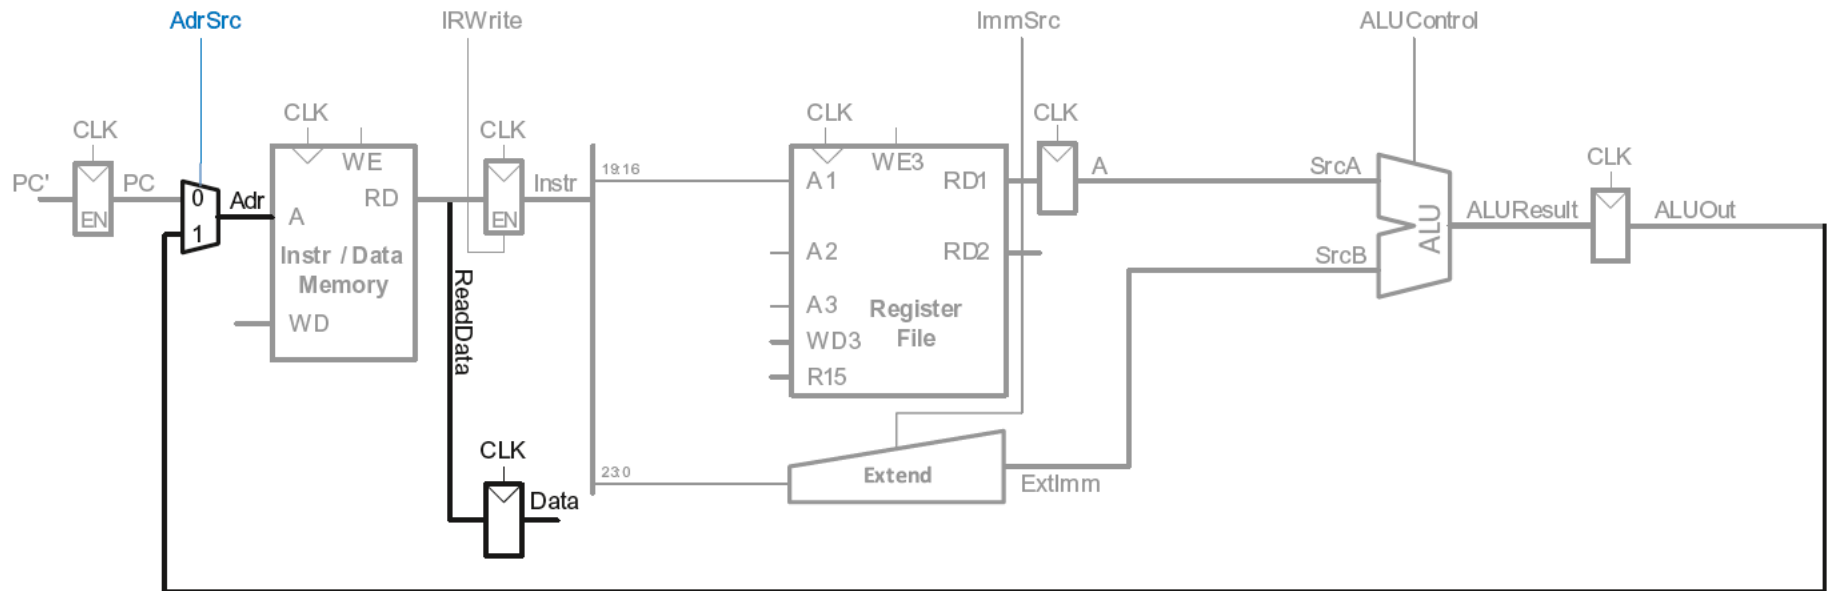 AdrSrc IRWrite ImmSrc ALUControl
CLK CLK CLK CLK CLK CLK
PC' PC EN
0
1
Adr
WE
RD
A
Instr / Data
Memory
WD
EN
Instr
ReadData
CLK
Data
19:16
23:0
A1
WE3
RD1
A2
RD2
A3
Register
File
WD3
R15
Extend
ExtImm
A
SrcA
SrcB
ALU
ALUResult
ALUOut